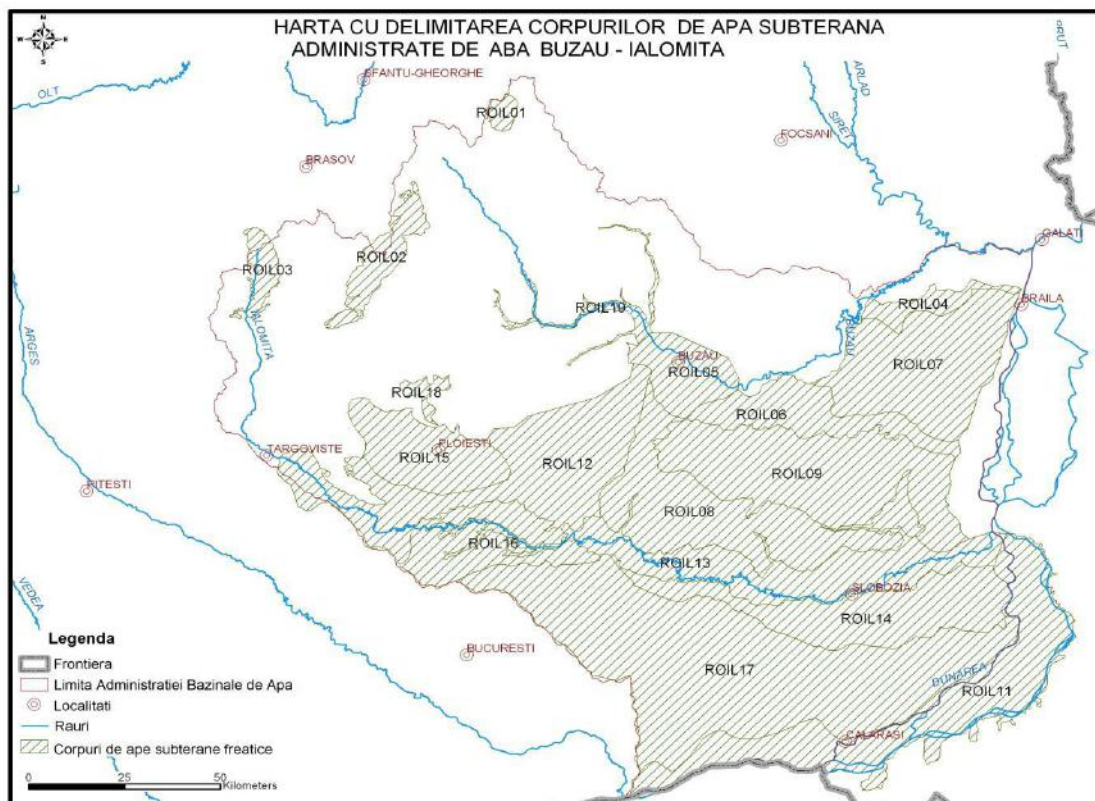 HARTA CU DELIMITAREA CORPURILOR DE APA SUBTERANA
ADMINISTRATE DE ABA BUZAU - IALOMITA
N
W E
S
PRUT
SFANTU-GHEORGHE
OLT
ARLAD
ROIL01
SIRET
FOCSANI
BRASOV
GALATI
ROIL02
ROIL03
ROIL04
BRAILA
ROIL19
IALOMITA
BUZAU
ARGES
BUZAU
ROIL05
ROIL07
ROIL18
ROIL06
TARGOVISTE
PLOIESTI
ROIL15
ROIL12
ROIL09
PITESTI
ROIL08
ROIL16
ROIL13
SLOBOZIA
VEDEA
ROIL14
BUCURESTI
ROIL17
DUNAREA
ROIL11
CALARASI
Legenda
Frontiera
Limita Administratiei Bazinale de Apa
Localitati
Rauri
Corpuri de ape subterane freatice
0 25 50
Kilometers